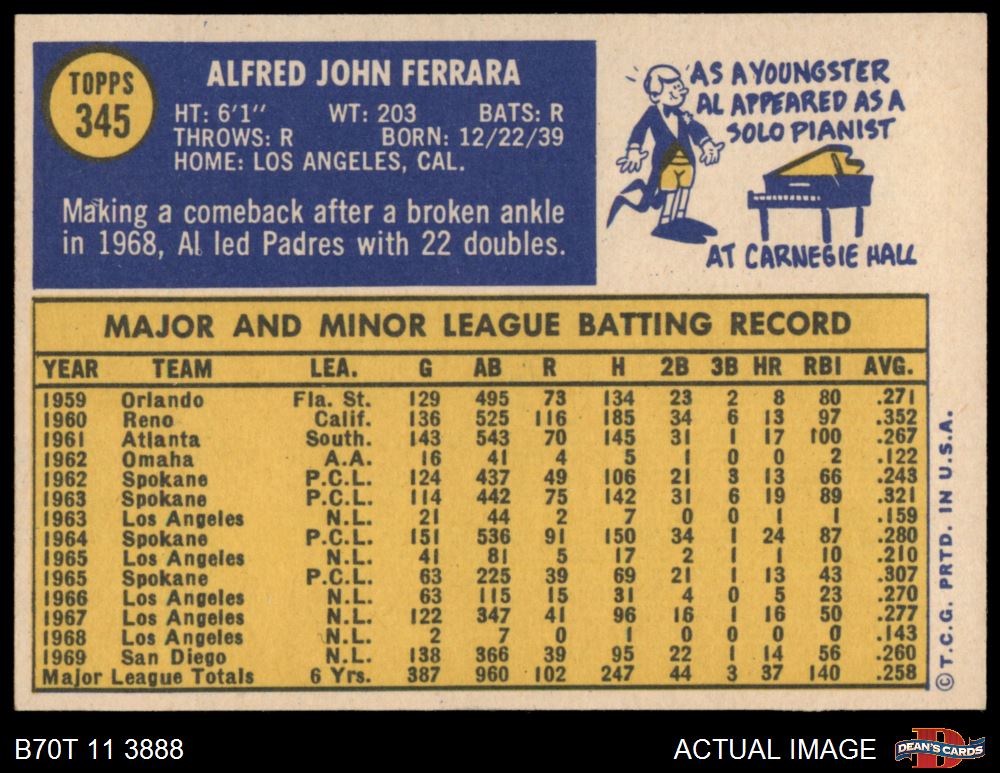 TOPPS
345
ALFRED JOHN FERRARA
HT: 6'1'' WT: 203 BATS: R
THROWS: R BORN: 12/22/39
HOME: LOS ANGELES, CAL.
Making a comeback after a broken ankle
in 1968, Al led Padres with 22 doubles.
AS A YOUNGSTER
AL APPEARED AS A
SOLO PIANIST
AT CARNEGIE HALL
MAJOR AND MINOR LEAGUE BATTING RECORD
YEAR TEAM LEA. G AB R H 2B 3B HR RBI AVG.
1959 Orlando Fla. St. 129 495 73 134 23 2 8 80 .271
1960 Reno Calif. 136 525 116 185 34 6 13 97 .352
1961 Atlanta South. 143 543 70 145 31 1 17 100 .267
1962 Omaha A.A. 16 41 4 5 1 0 0 2 .122
1962 Spokane P.C.L. 124 437 49 106 21 3 13 66 .243
1963 Spokane P.C.L. 114 442 75 142 31 6 19 89 .321
1963 Los Angeles N.L. 21 44 2 7 0 0 1 1 .159
1964 Spokane P.C.L. 151 536 91 150 34 1 24 87 .280
1965 Los Angeles N.L. 41 81 5 17 2 1 1 10 .210
1965 Spokane P.C.L. 63 225 39 69 21 1 13 43 .307
1966 Los Angeles N.L. 63 115 15 31 4 0 5 23 .270
1967 Los Angeles N.L. 122 347 41 96 16 1 16 50 .277
1968 Los Angeles N.L. 2 7 0 1 0 0 0 0 .143
1969 San Diego N.L. 138 366 39 95 22 1 14 56 .260
Major League Totals 6 Yrs. 387 960 102 247 44 3 37 140 .258
©T.C.G. PRTD. IN U.S.A.
B70T 11 3888
ACTUAL IMAGE
D
DEAN'S CARDS